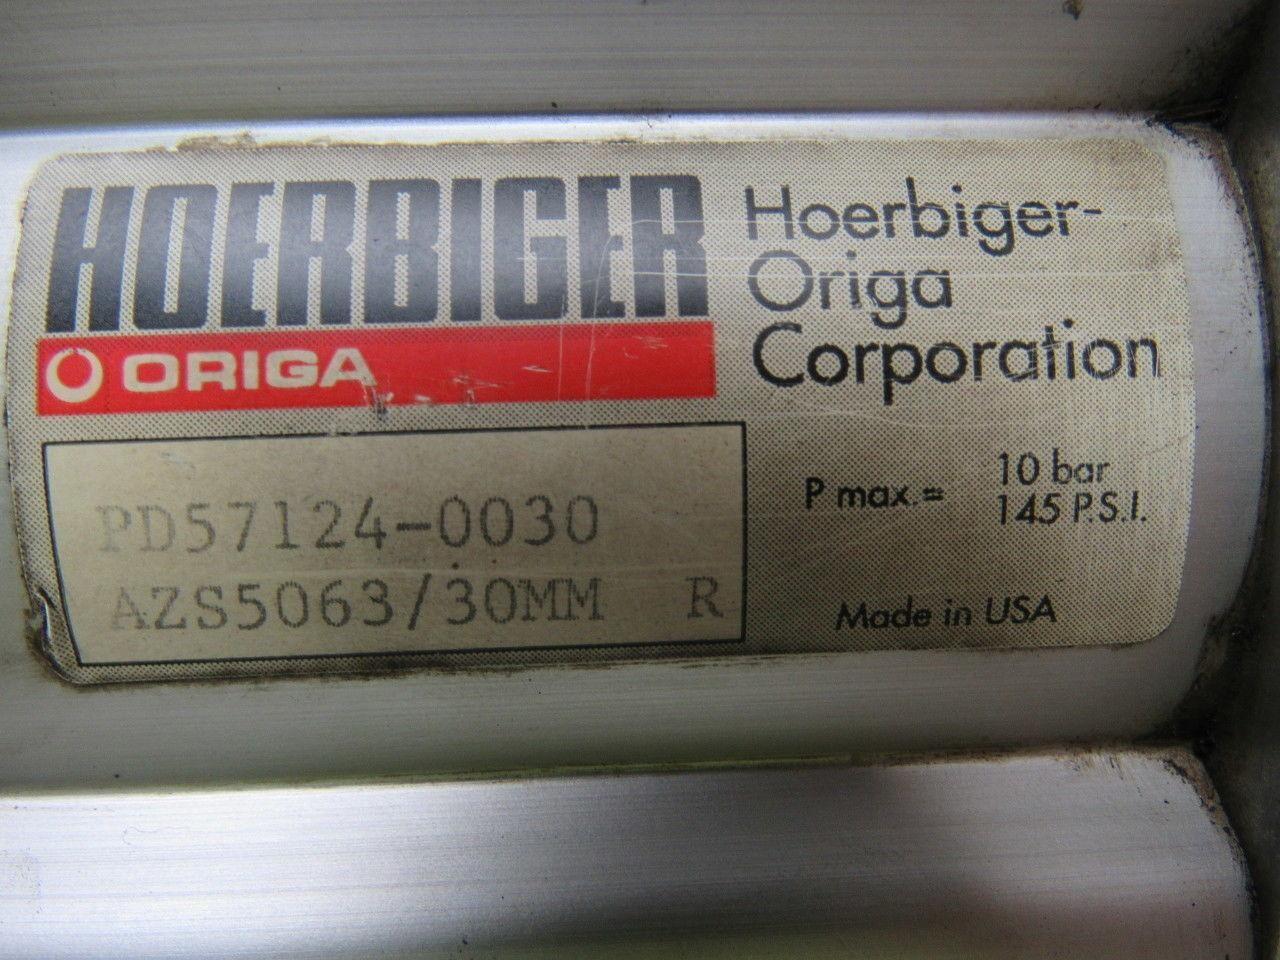 HOERBIGER
ORIGA
Hoerbiger-
Origa
Corporation
PD57124-0030
AZS5063/30MM R
P max.= 10 bar
145 P.S.I.
Made in USA